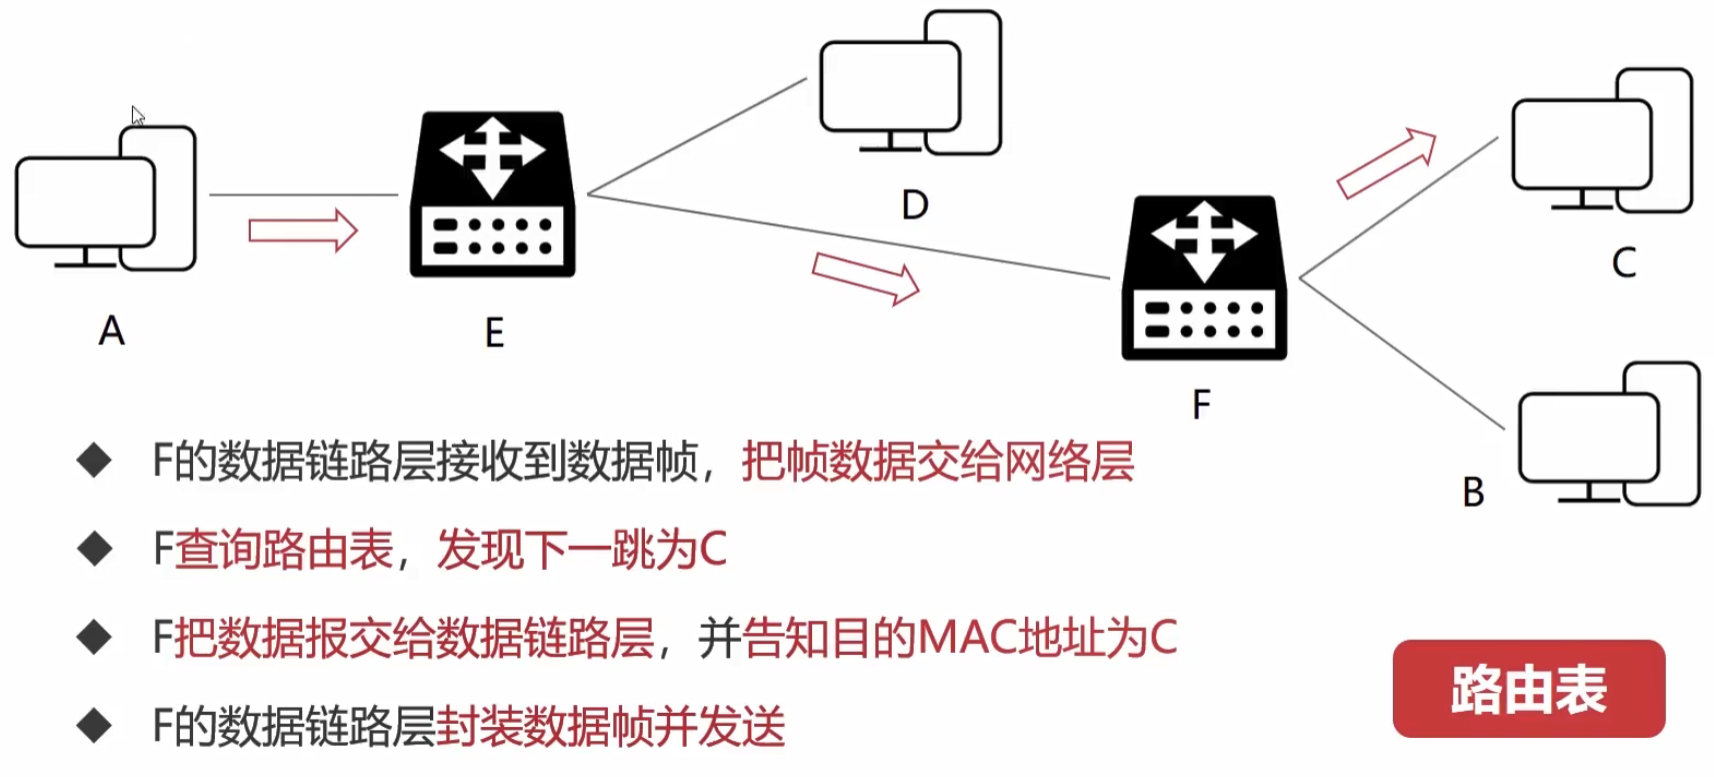 D
C
A
E
F
B
F的数据链路层接收到数据帧，把帧数据交给网络层
F查询路由表，发现下一跳为C
F把数据报交给数据链路层，并告知目的MAC地址为C
F的数据链路层封装数据帧并发送
路由表